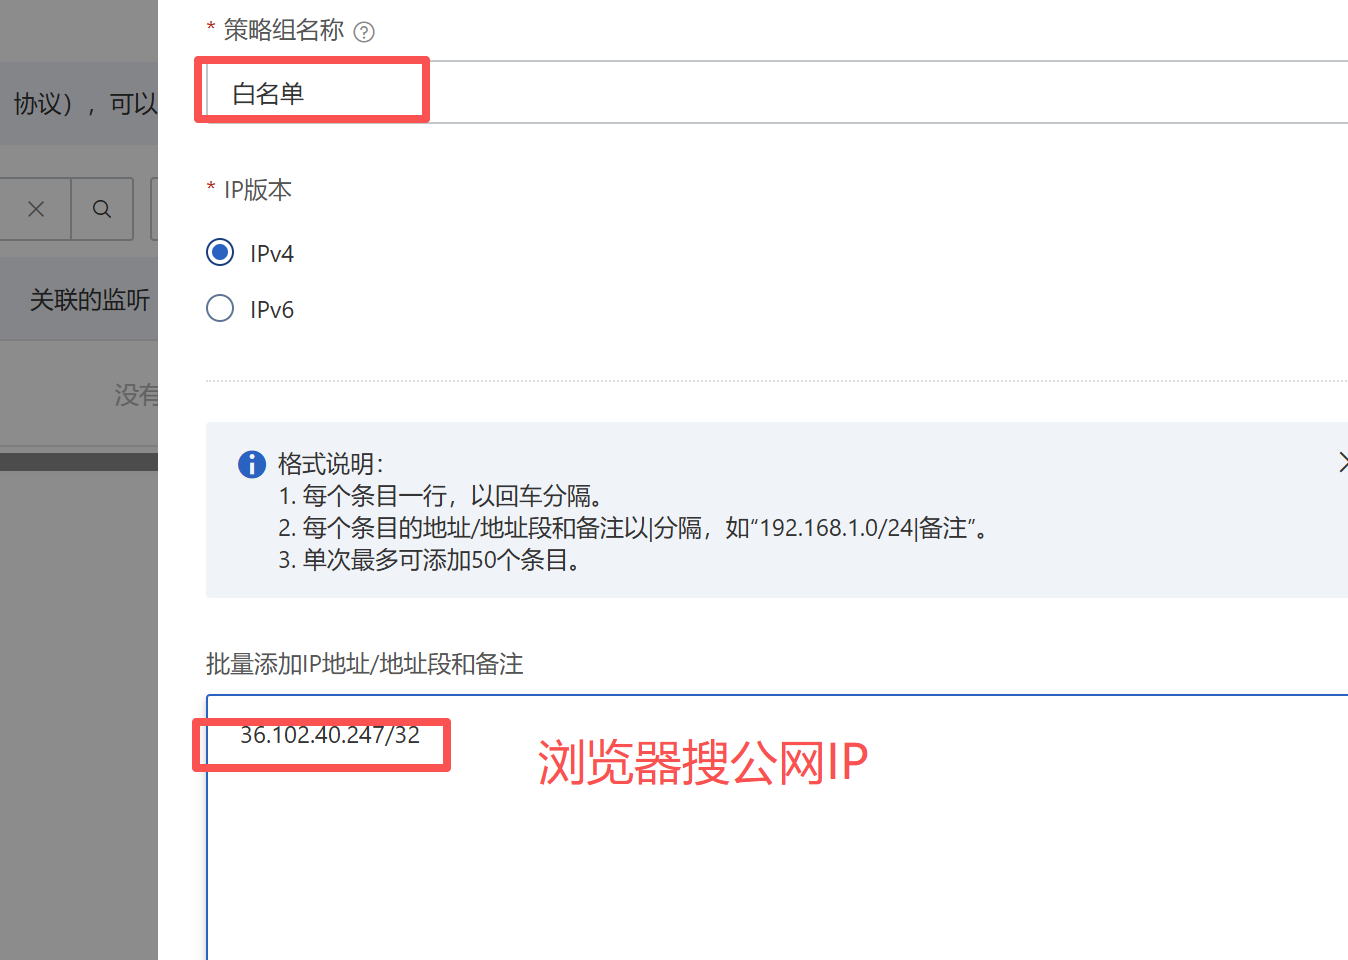 * 策略组名称 ?
白名单
协议），可以
* IP版本
IPv4
关联的监听
IPv6
没有
格式说明：
1. 每个条目一行，以回车分隔。
2. 每个条目的地址/地址段和备注以|分隔，如“192.168.1.0/24|备注”。
3. 单次最多可添加50个条目。
批量添加IP地址/地址段和备注
36.102.40.247/32
浏览器搜公网IP